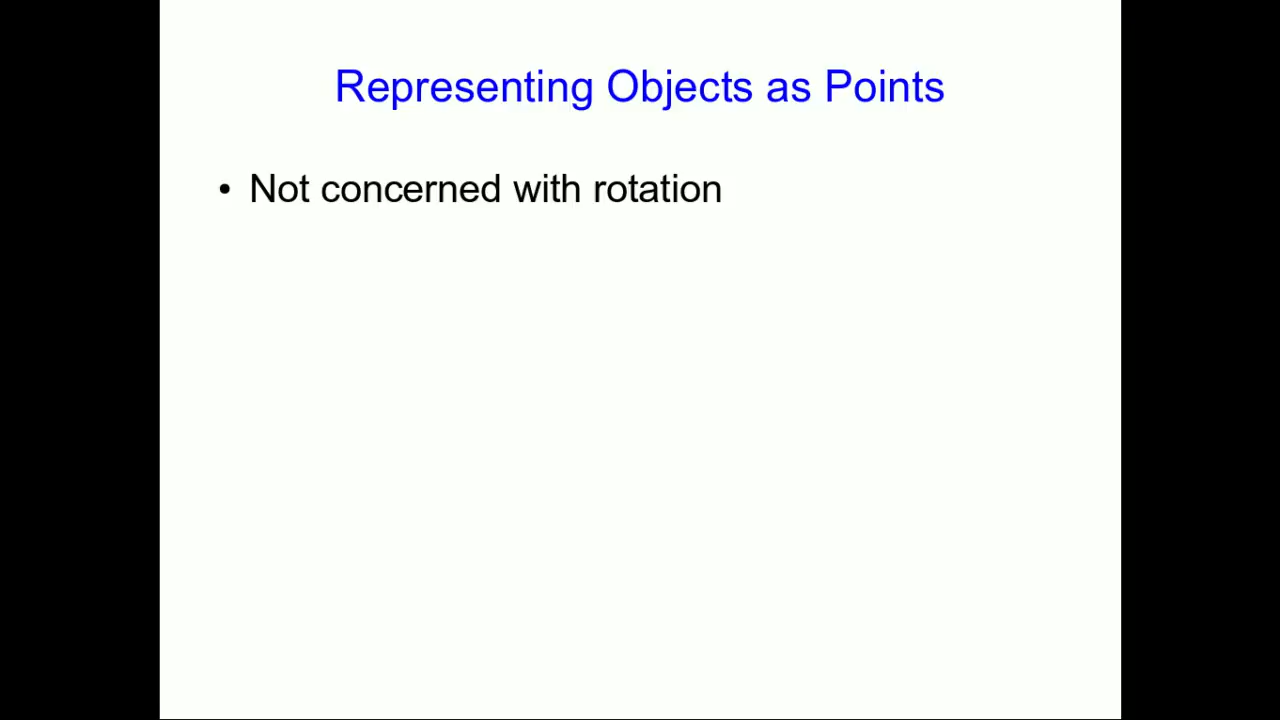 Representing Objects as Points
• Not concerned with rotation